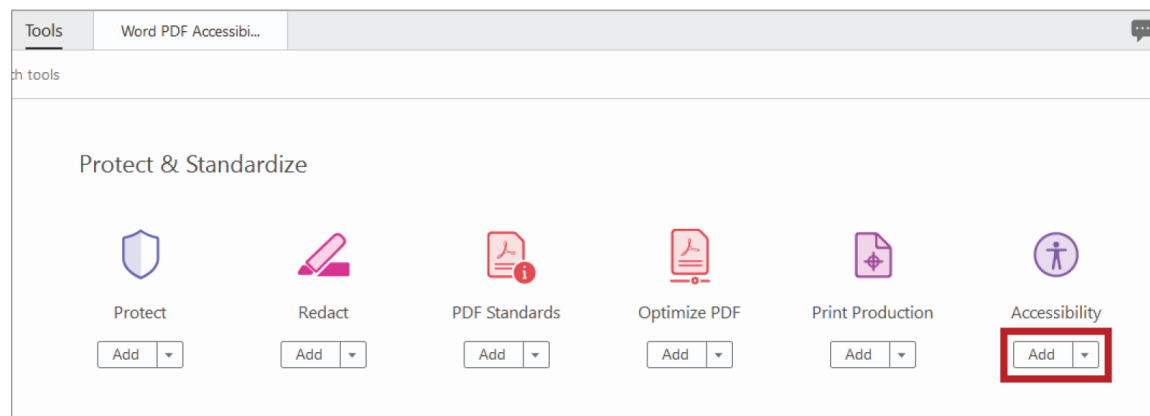 Tools Word PDF Accessibi...
ch tools
Protect & Standardize
Protect Redact PDF Standards Optimize PDF Print Production Accessibility
Add Add Add Add Add Add